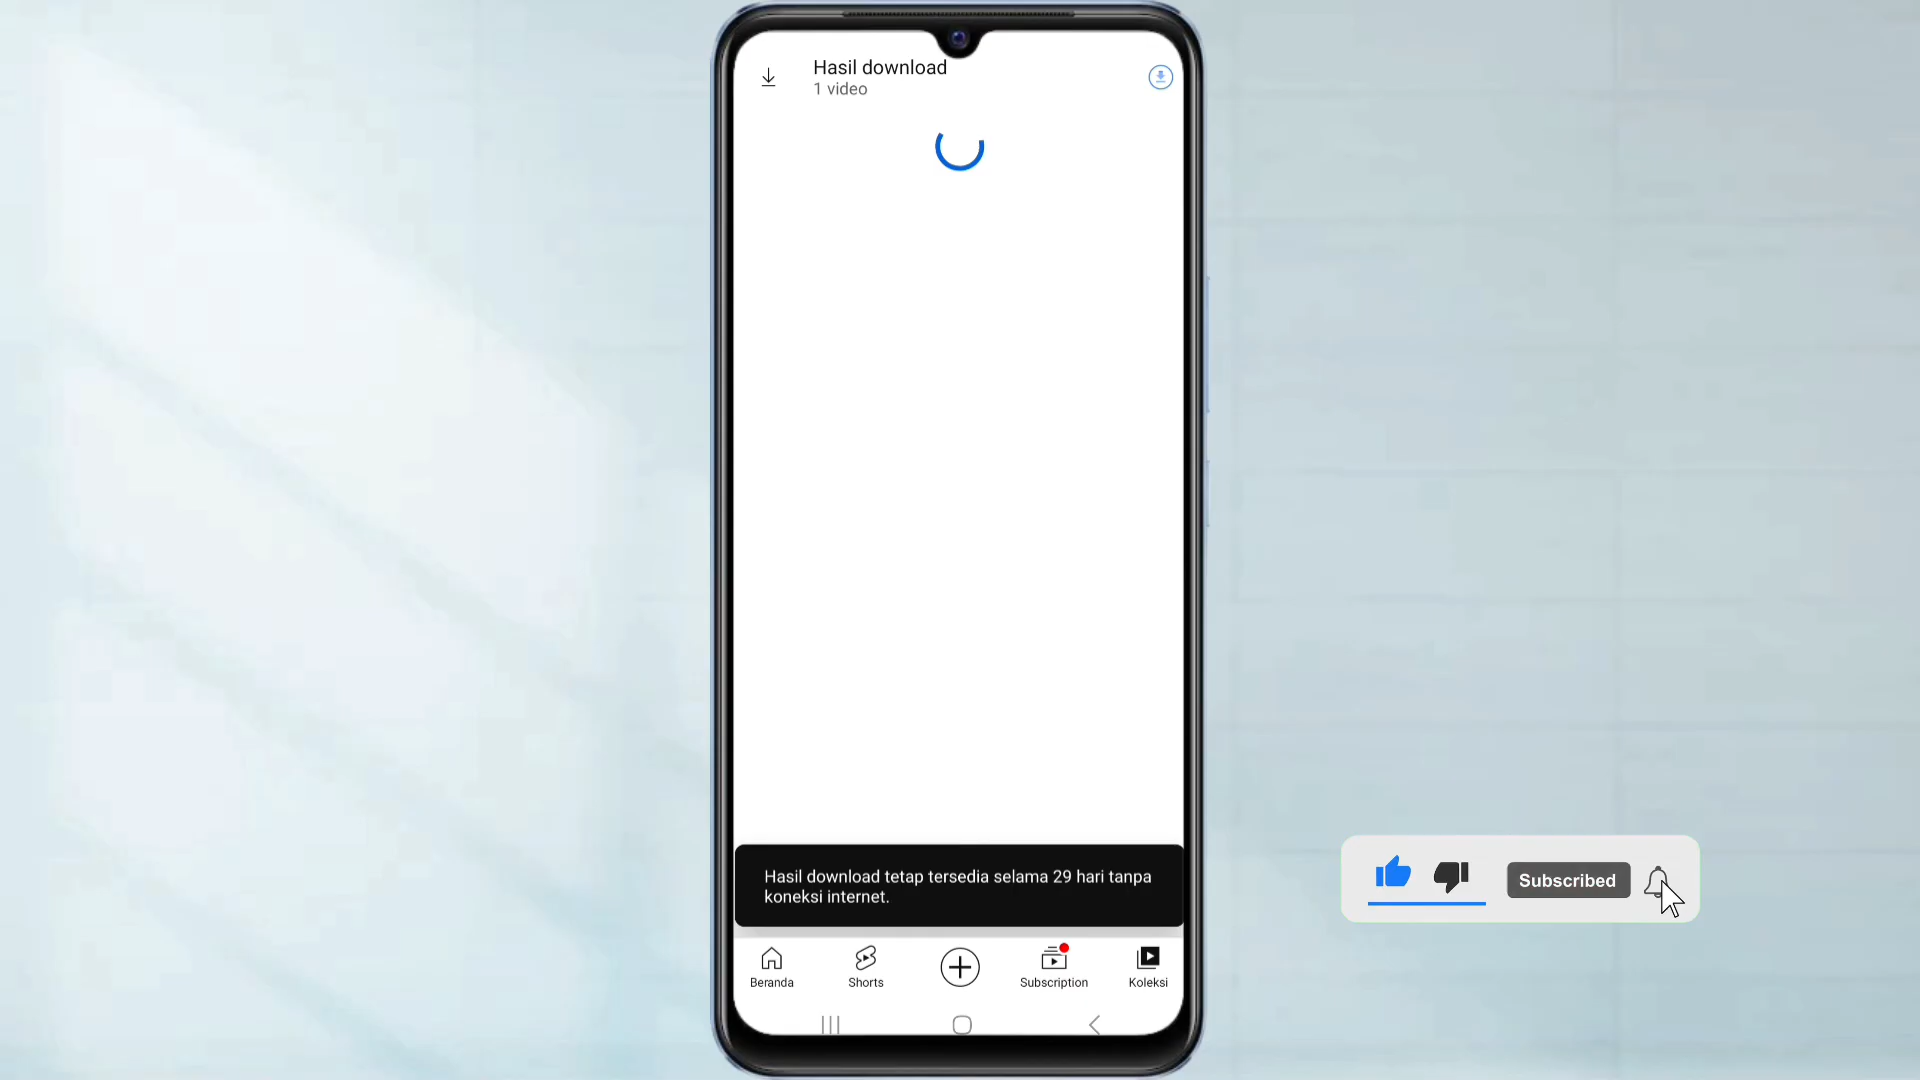 Hasil download
1 video
Hasil download tetap tersedia selama 29 hari tanpa
koneksi internet.
Subscribed
Beranda
Shorts
Subscription
Koleksi